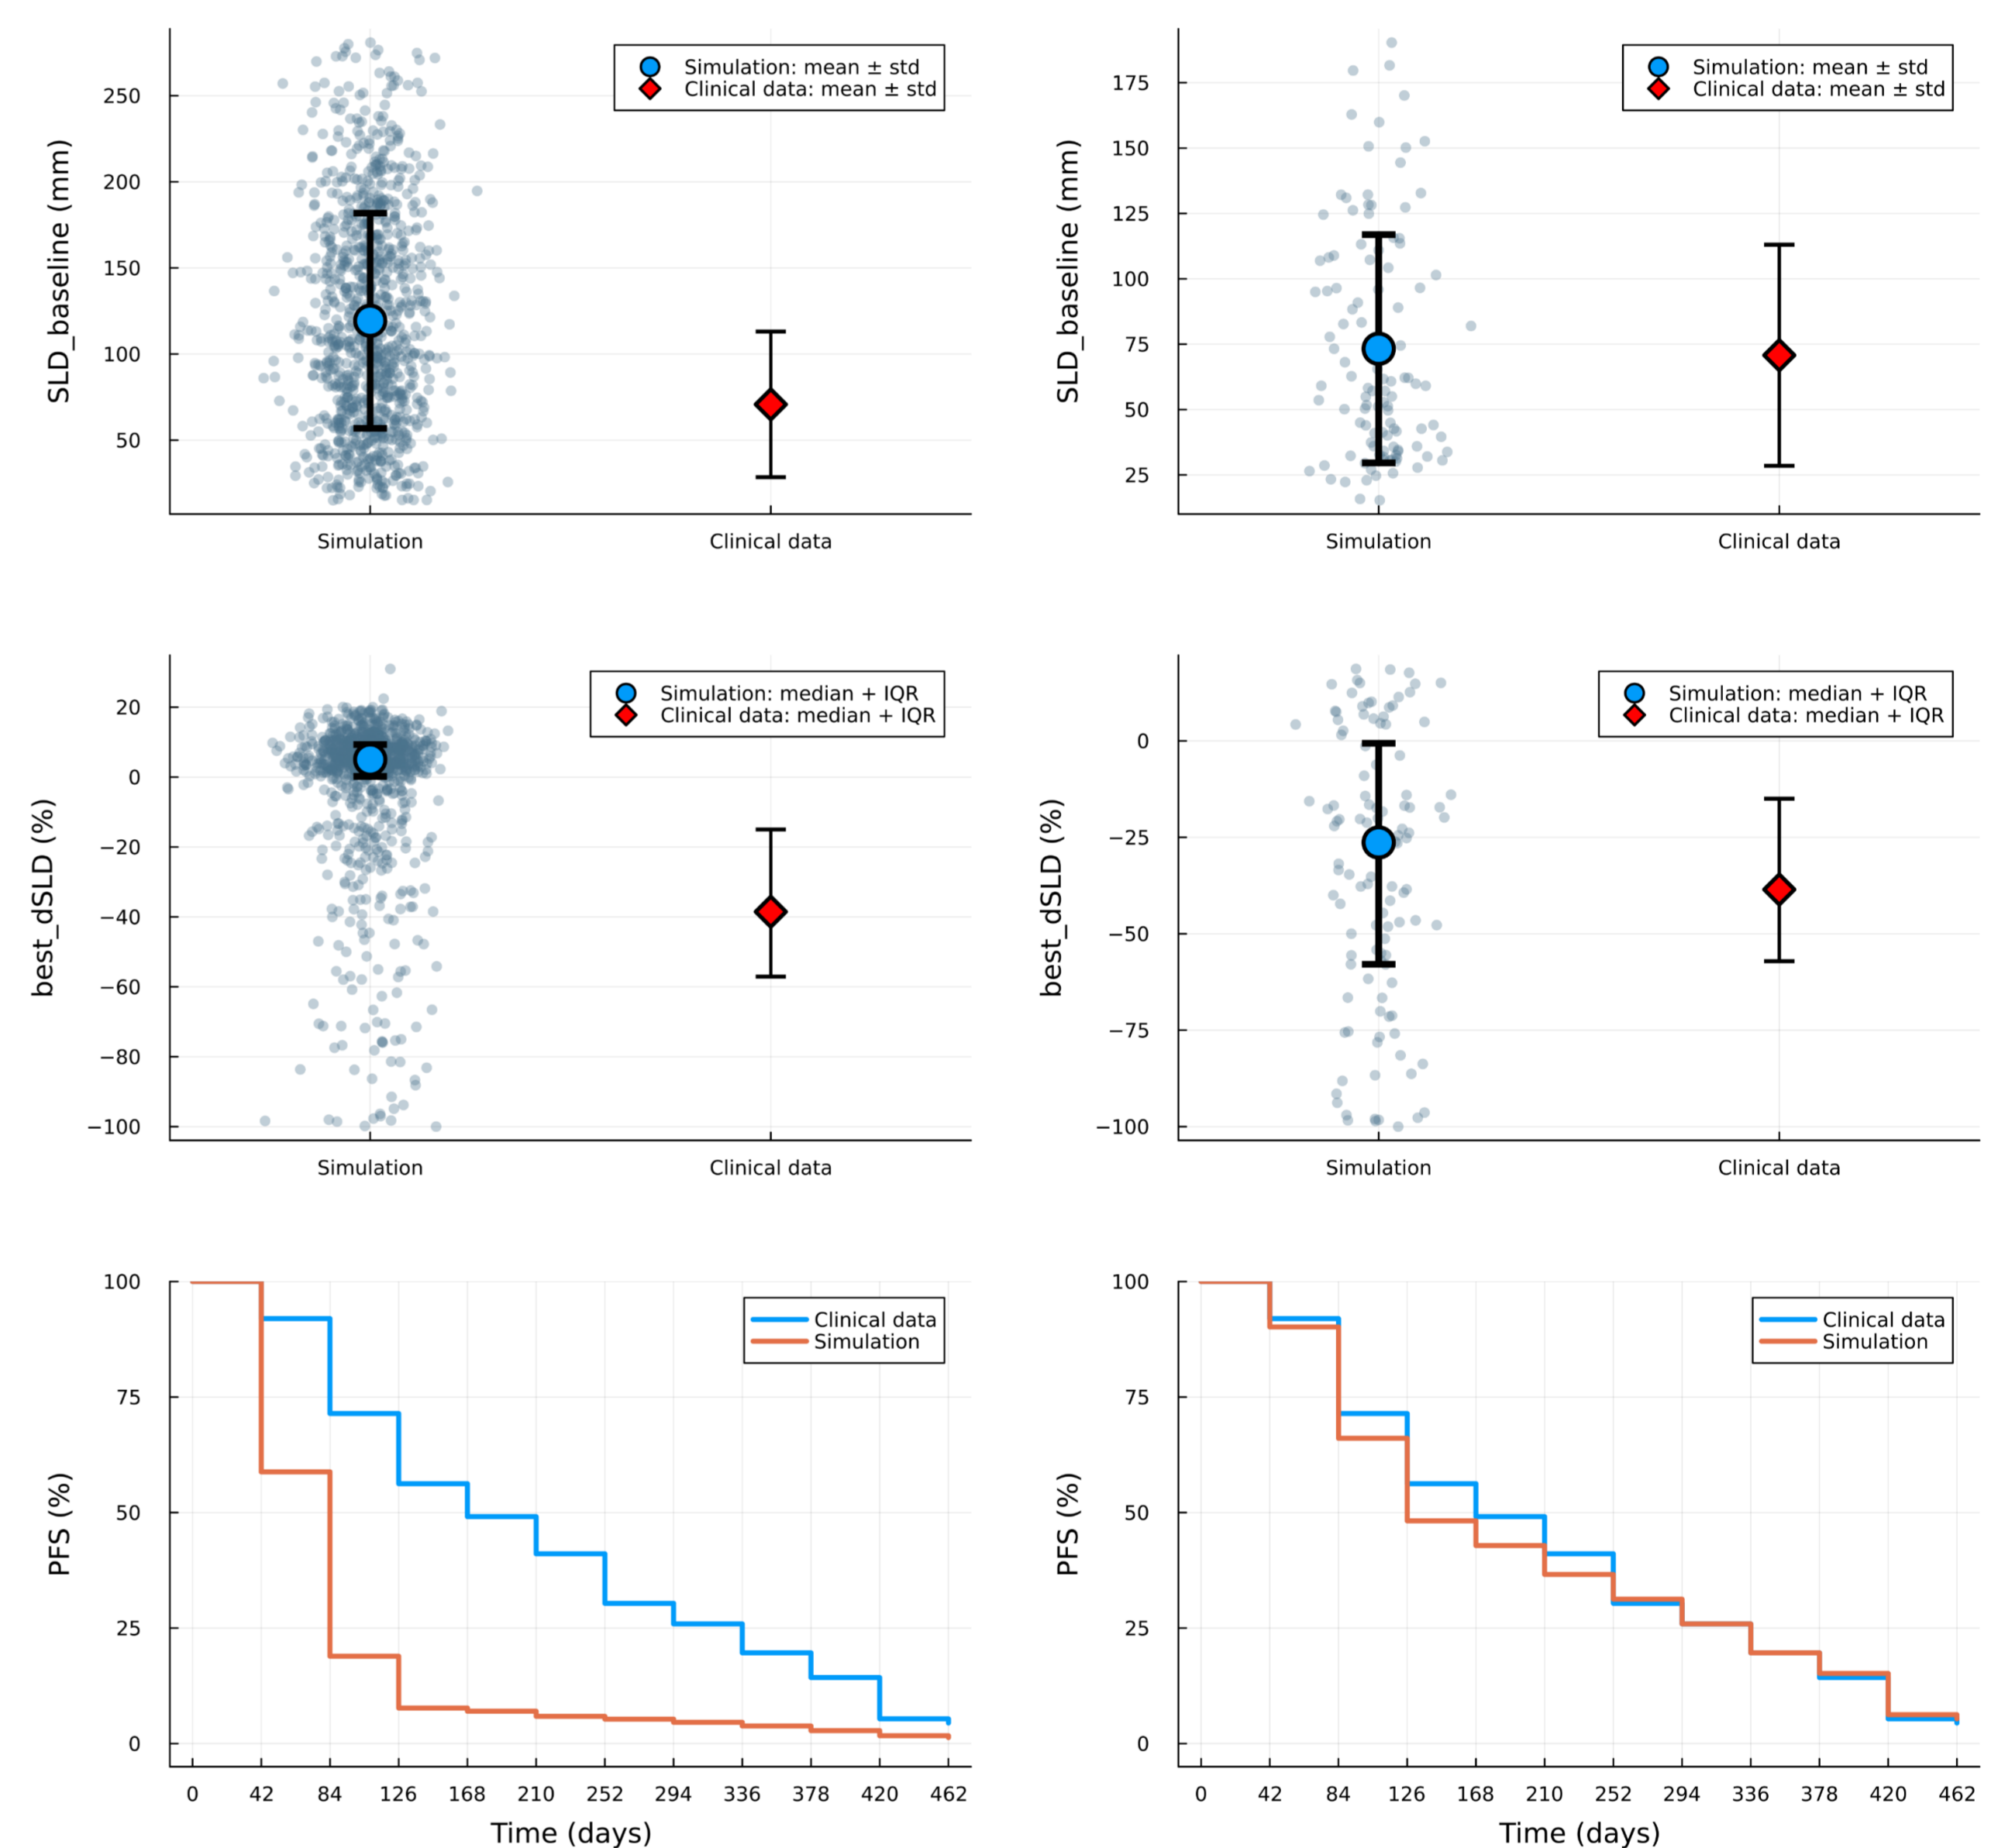 SLD_baseline (mm)
250
200
150
100
50
Simulation: mean ± std
Clinical data: mean ± std
Simulation
Clinical data
SLD_baseline (mm)
175
150
125
100
75
50
25
Simulation: mean ± std
Clinical data: mean ± std
Simulation
Clinical data
best_dSLD (%)
20
0
−20
−40
−60
−80
−100
Simulation: median + IQR
Clinical data: median + IQR
Simulation
Clinical data
best_dSLD (%)
0
−25
−50
−75
−100
Simulation: median + IQR
Clinical data: median + IQR
Simulation
Clinical data
PFS (%)
100
75
50
25
0
Clinical data
Simulation
0 42 84 126 168 210 252 294 336 378 420 462
Time (days)
PFS (%)
100
75
50
25
0
Clinical data
Simulation
0 42 84 126 168 210 252 294 336 378 420 462
Time (days)